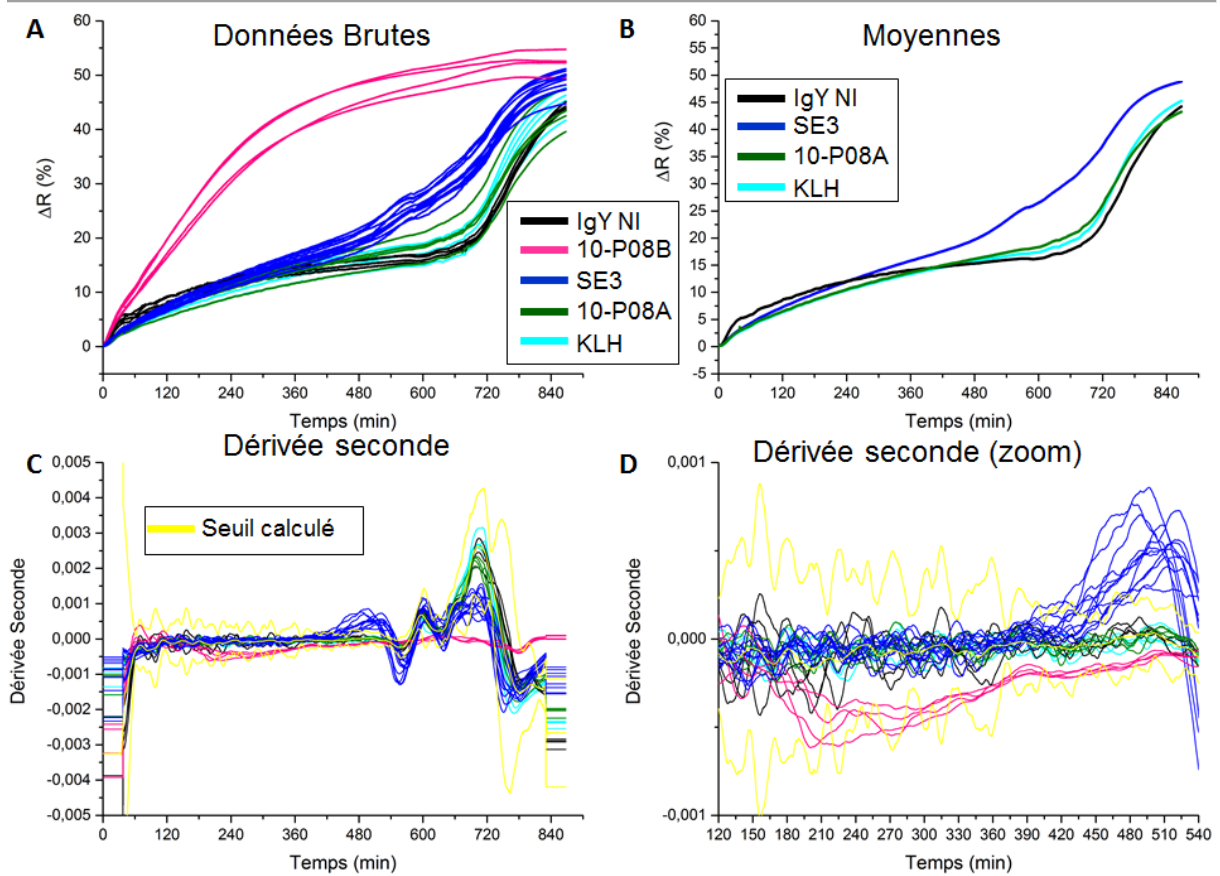 A
Données Brutes
60
50
40
30
20
10
0
ΔR (%)
0 120 240 360 480 600 720 840
Temps (min)
IgY NI
10-P08B
SE3
10-P08A
KLH
B
Moyennes
60
55
50
45
40
35
30
25
20
15
10
5
0
-5
ΔR (%)
0 120 240 360 480 600 720 840
Temps (min)
IgY NI
SE3
10-P08A
KLH
C
Dérivée seconde
0,005
0,004
0,003
0,002
0,001
0,000
-0,001
-0,002
-0,003
-0,004
-0,005
Dérivée Seconde
0 120 240 360 480 600 720 840
Temps (min)
Seuil calculé
D
Dérivée seconde (zoom)
0,001
0,000
-0,001
Dérivée Seconde
120 150 180 210 240 270 300 330 360 390 420 450 480 510 540
Temps (min)